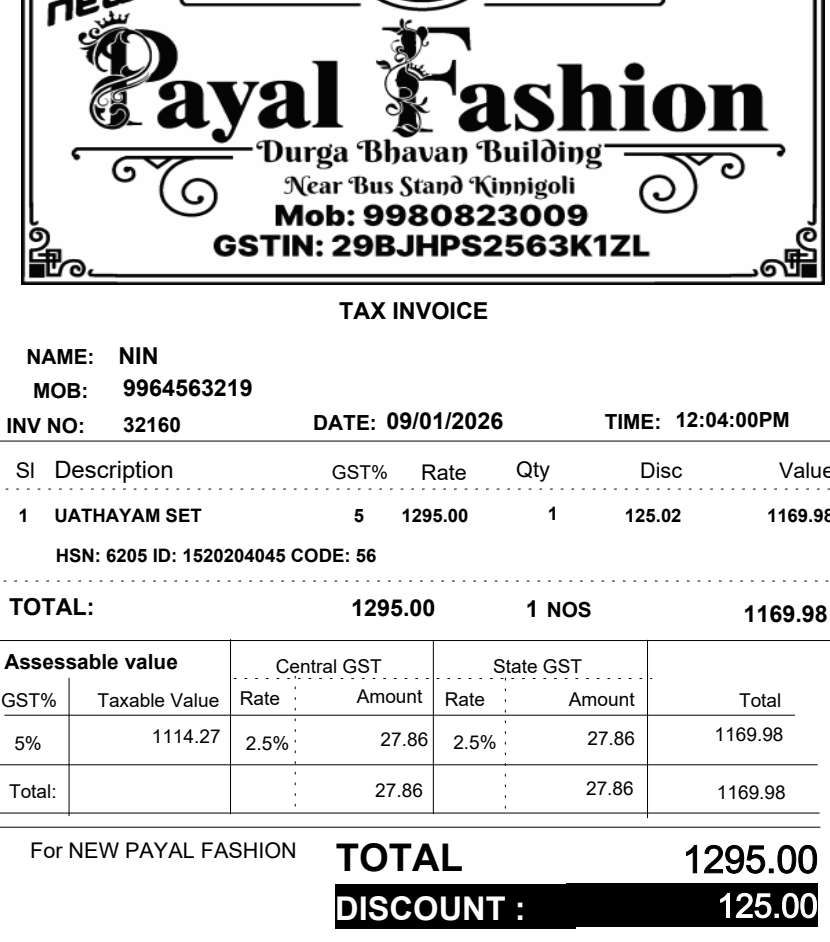 new
Payal Fashion
Durga Bhavan Building
Near Bus Stand Kinnigoli
Mob: 9980823009
GSTIN: 29BJHPS2563K1ZL
TAX INVOICE
NAME: NIN
MOB: 9964563219
INV NO: 32160 DATE: 09/01/2026 TIME: 12:04:00PM
Sl Description GST% Rate Qty Disc Value
1 UATHAYAM SET 5 1295.00 1 125.02 1169.98
HSN: 6205 ID: 1520204045 CODE: 56
TOTAL: 1295.00 1 NOS 1169.98
Assessable value Central GST State GST
GST% Taxable Value Rate Amount Rate Amount Total
5% 1114.27 2.5% 27.86 2.5% 27.86 1169.98
Total: 27.86 27.86 1169.98
For NEW PAYAL FASHION TOTAL 1295.00
DISCOUNT : 125.00